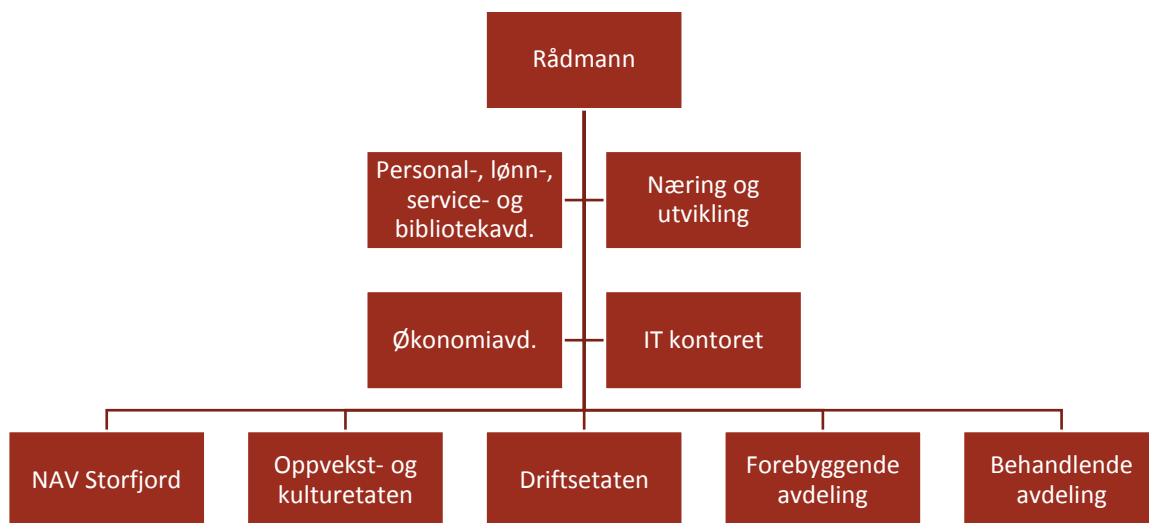 Rådmann
Personal-, lønn-,
service- og
bibliotekavd.
Næring og
utvikling
Økonomiavd.
IT kontoret
NAV Storfjord
Oppvekst- og
kulturetaten
Driftsetaten
Forebyggende
avdeling
Behandlende
avdeling